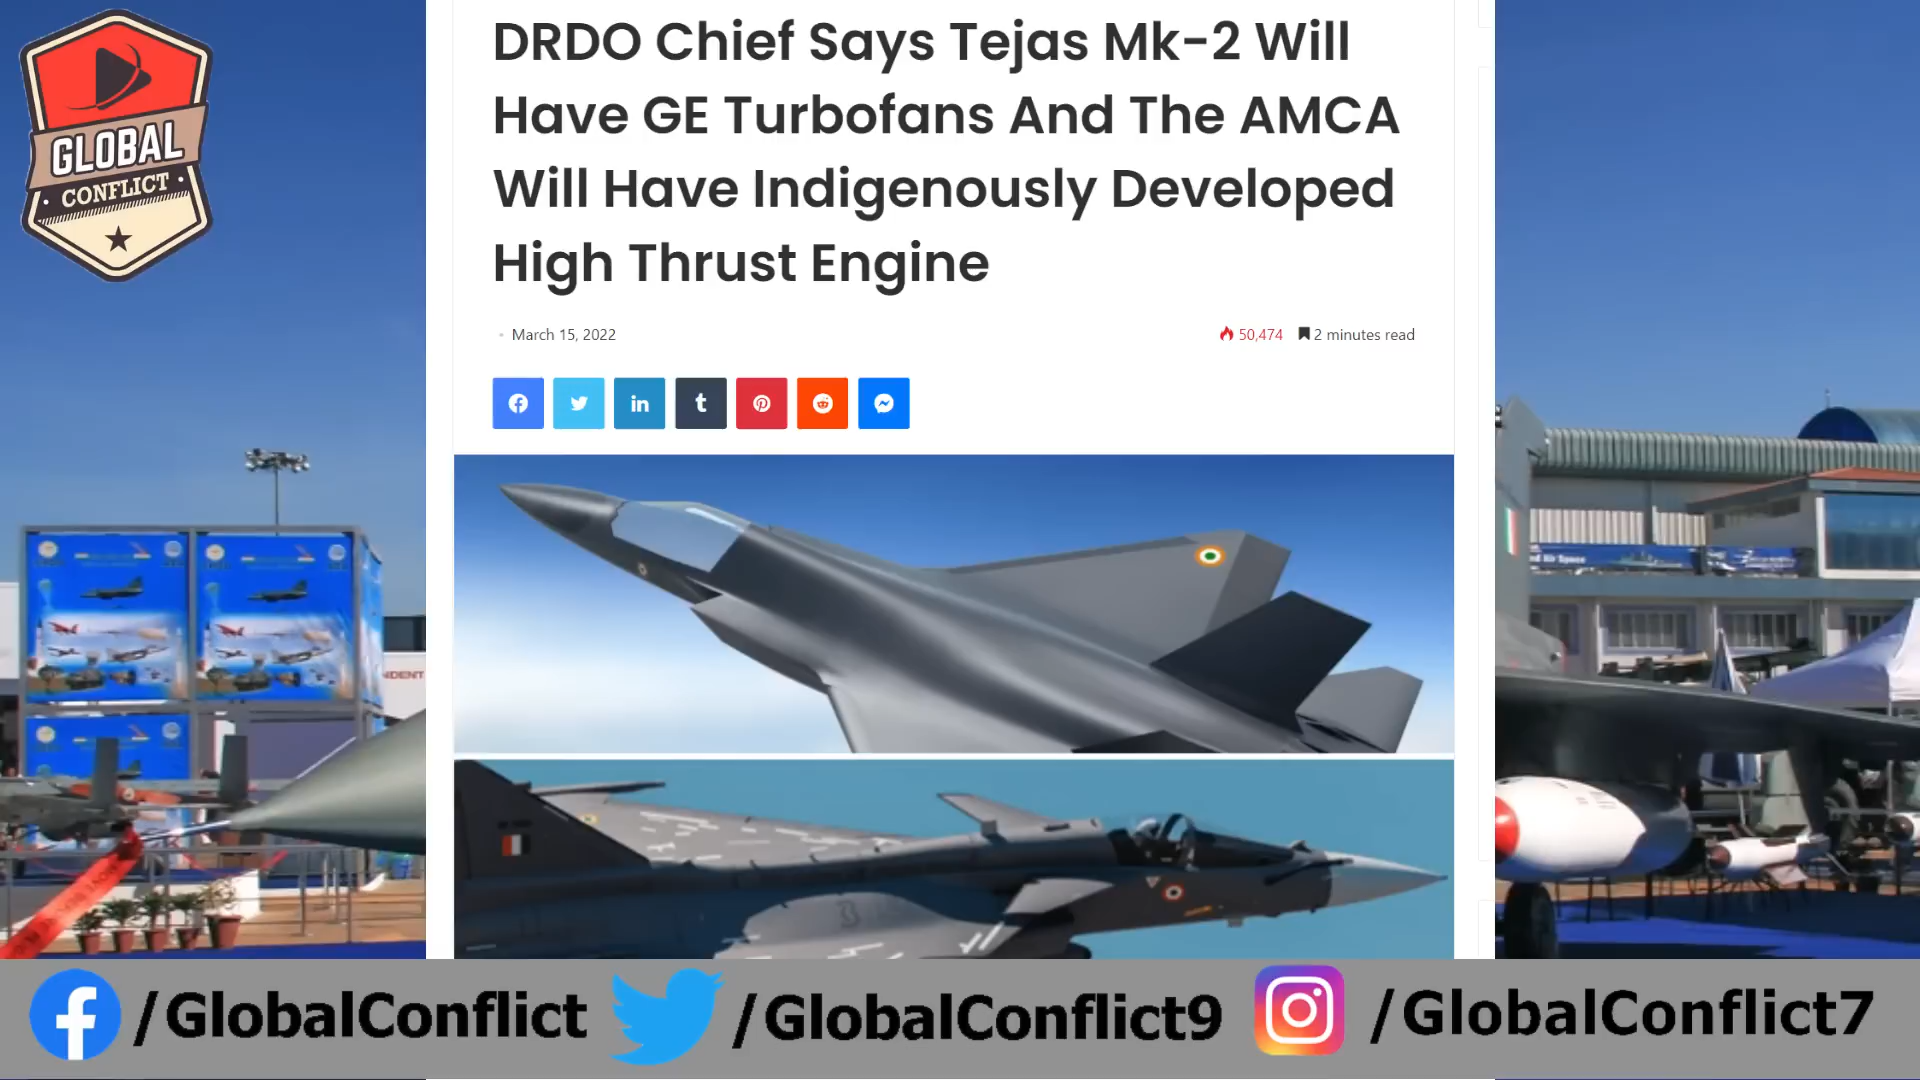 GLOBAL
CONFLICT
DRDO Chief Says Tejas Mk-2 Will
Have GE Turbofans And The AMCA
Will Have Indigenously Developed
High Thrust Engine
March 15, 2022
50,474
2 minutes read
/GlobalConflict
/GlobalConflict9
/GlobalConflict7